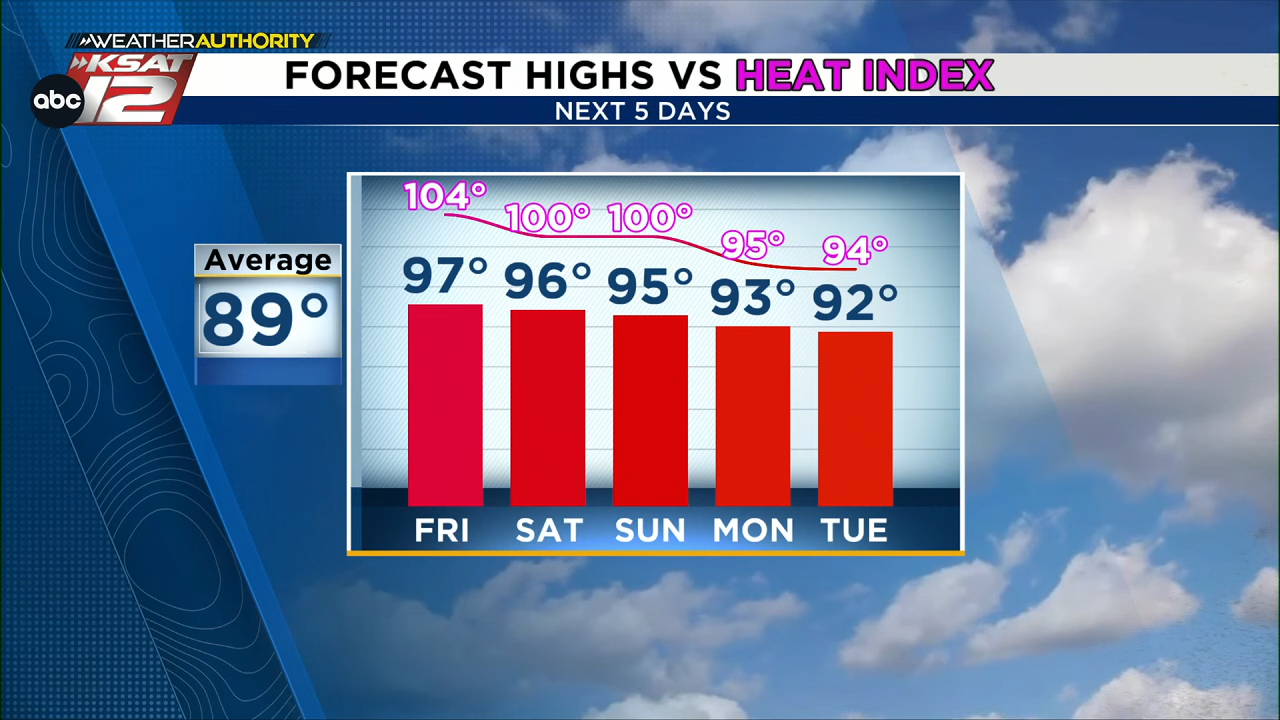 WEATHERAUTHORITY
KSAT
abc 12
FORECAST HIGHS VS HEAT INDEX
NEXT 5 DAYS
Average
89°
104° 100° 100° 95° 94°
97° 96° 95° 93° 92°
FRI SAT SUN MON TUE